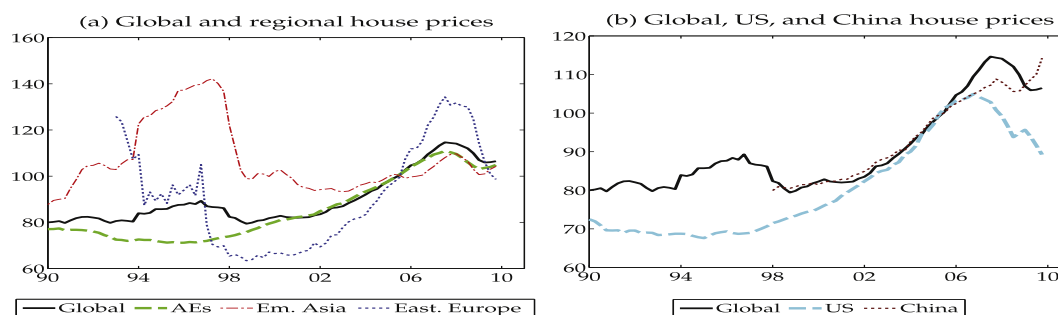 (a) Global and regional house prices
160
140
120
100
80
60
90 94 98 02 06 10
Global AEs Em. Asia East. Europe
(b) Global, US, and China house prices
120
110
100
90
80
70
60
90 94 98 02 06 10
Global US China